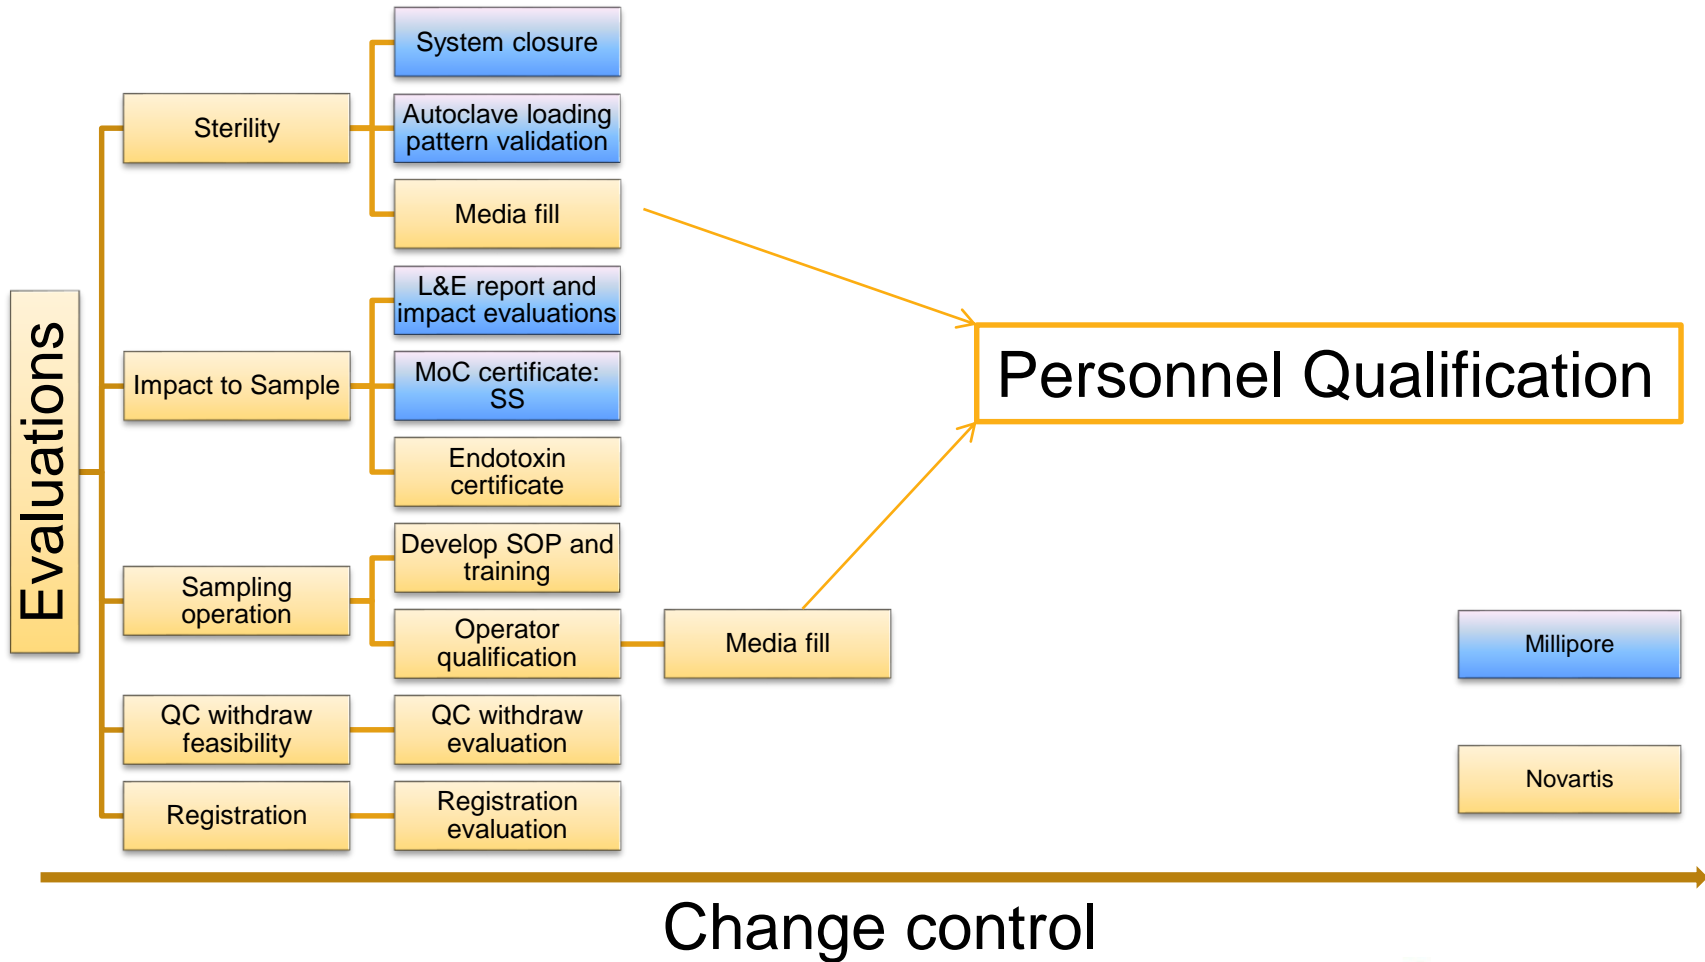 Evaluations
Sterility
System closure
Autoclave loading
pattern validation
Media fill
Impact to Sample
L&E report and
impact evaluations
MoC certificate:
SS
Endotoxin
certificate
Sampling
operation
Develop SOP and
training
Operator
qualification
Media fill
QC withdraw
feasibility
QC withdraw
evaluation
Registration
Registration
evaluation
Personnel Qualification
Millipore
Novartis
Change control